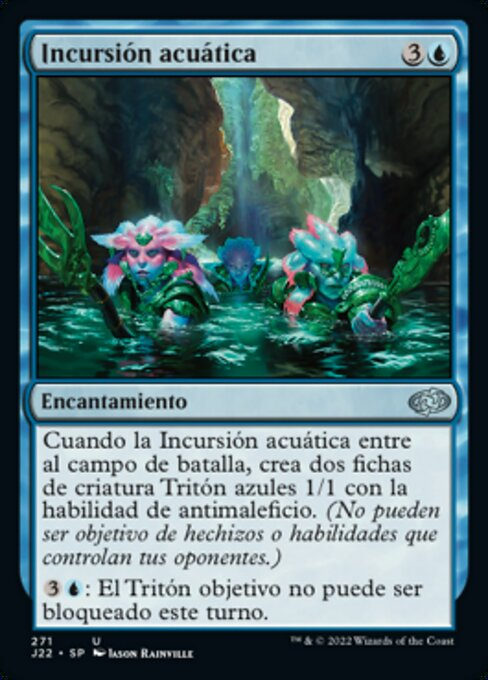 Incursión acuática 3
Encantamiento
Cuando la Incursión acuática entre
al campo de batalla, crea dos fichas
de criatura Tritón azules 1/1 con la
habilidad de antimaleficio. (No pueden
ser objetivo de hechizos o habilidades que
controlan tus oponentes.)
3: El Tritón objetivo no puede ser
bloqueado este turno.
271 U
J22 • SP Jason Rainville
™ & © 2022 Wizards of the Coast